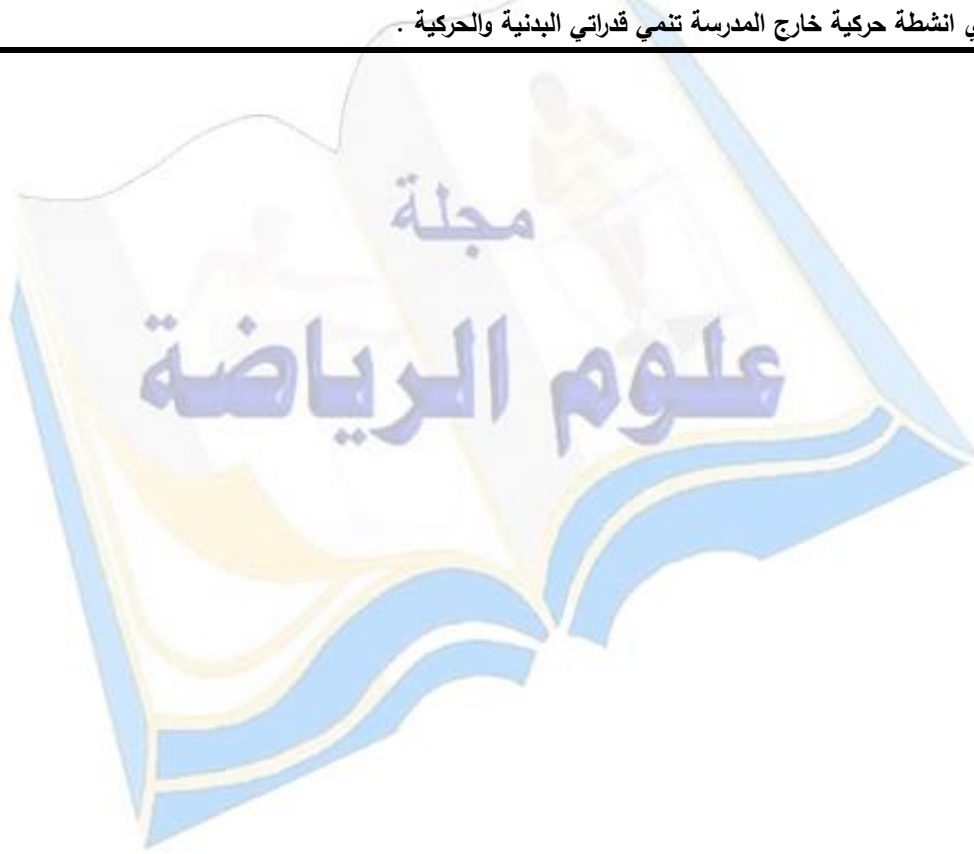 انشطة حركية خارج المدرسة تنمي قدراتي البدنية والحركية .
مجلة
علوم الرياضة